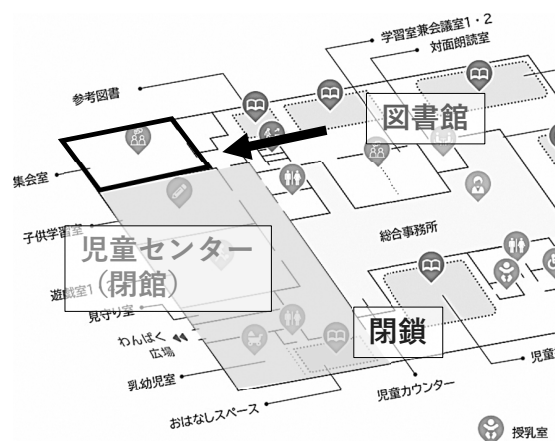 学習室兼会議室1・2
対面朗読室
参考図書
図書館
集会室
子供学習室
総合事務所
児童センター
（閉館）
遊戯室1・2
見守り室
わんぱく
広場
閉鎖
乳幼児室
児童カウンター
おはなしスペース
授乳室